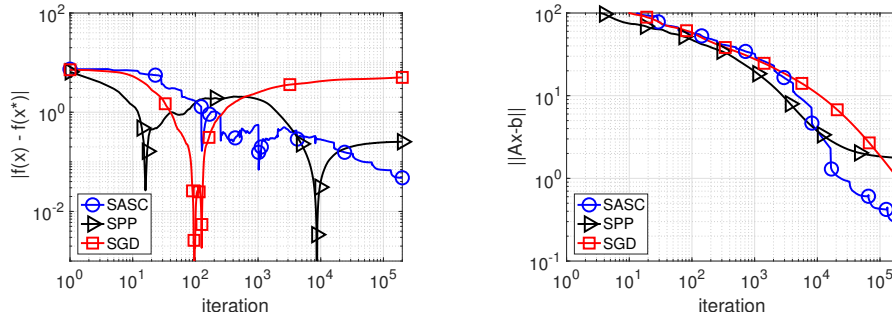 |f(x) - f(x*)|
10^0
10^-2
SASC
SPP
SGD
10^0 10^1 10^2 10^3 10^4 10^5
iteration
||Ax-b||
10^2
10^1
10^0
10^-1
SASC
SPP
SGD
10^0 10^1 10^2 10^3 10^4 10^5
iteration